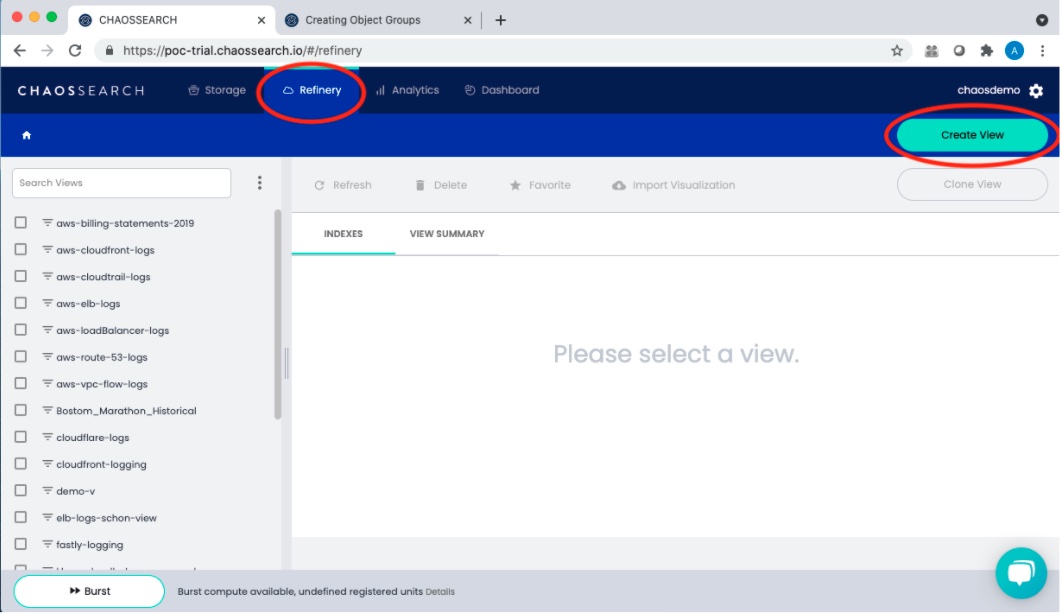 CHAOSSEARCH
Creating Object Groups
https://poc-trial.chaossearch.io/#/refinery
A
CHAOSSEARCH Storage Refinery Analytics Dashboard chaosdemo
Create View
Search Views
Refresh Delete Favorite Import Visualization Clone View
INDEXES VIEW SUMMARY
aws-billing-statements-2019
aws-cloudfront-logs
aws-cloudtrail-logs
aws-elb-logs
aws-loadBalancer-logs
aws-route-53-logs
aws-vpc-flow-logs
Bostom_Marathon_Historical
cloudflare-logs
cloudfront-logging
demo-v
elb-logs-schon-view
fastly-logging
Please select a view.
Burst
Burst compute available, undefined registered units Details